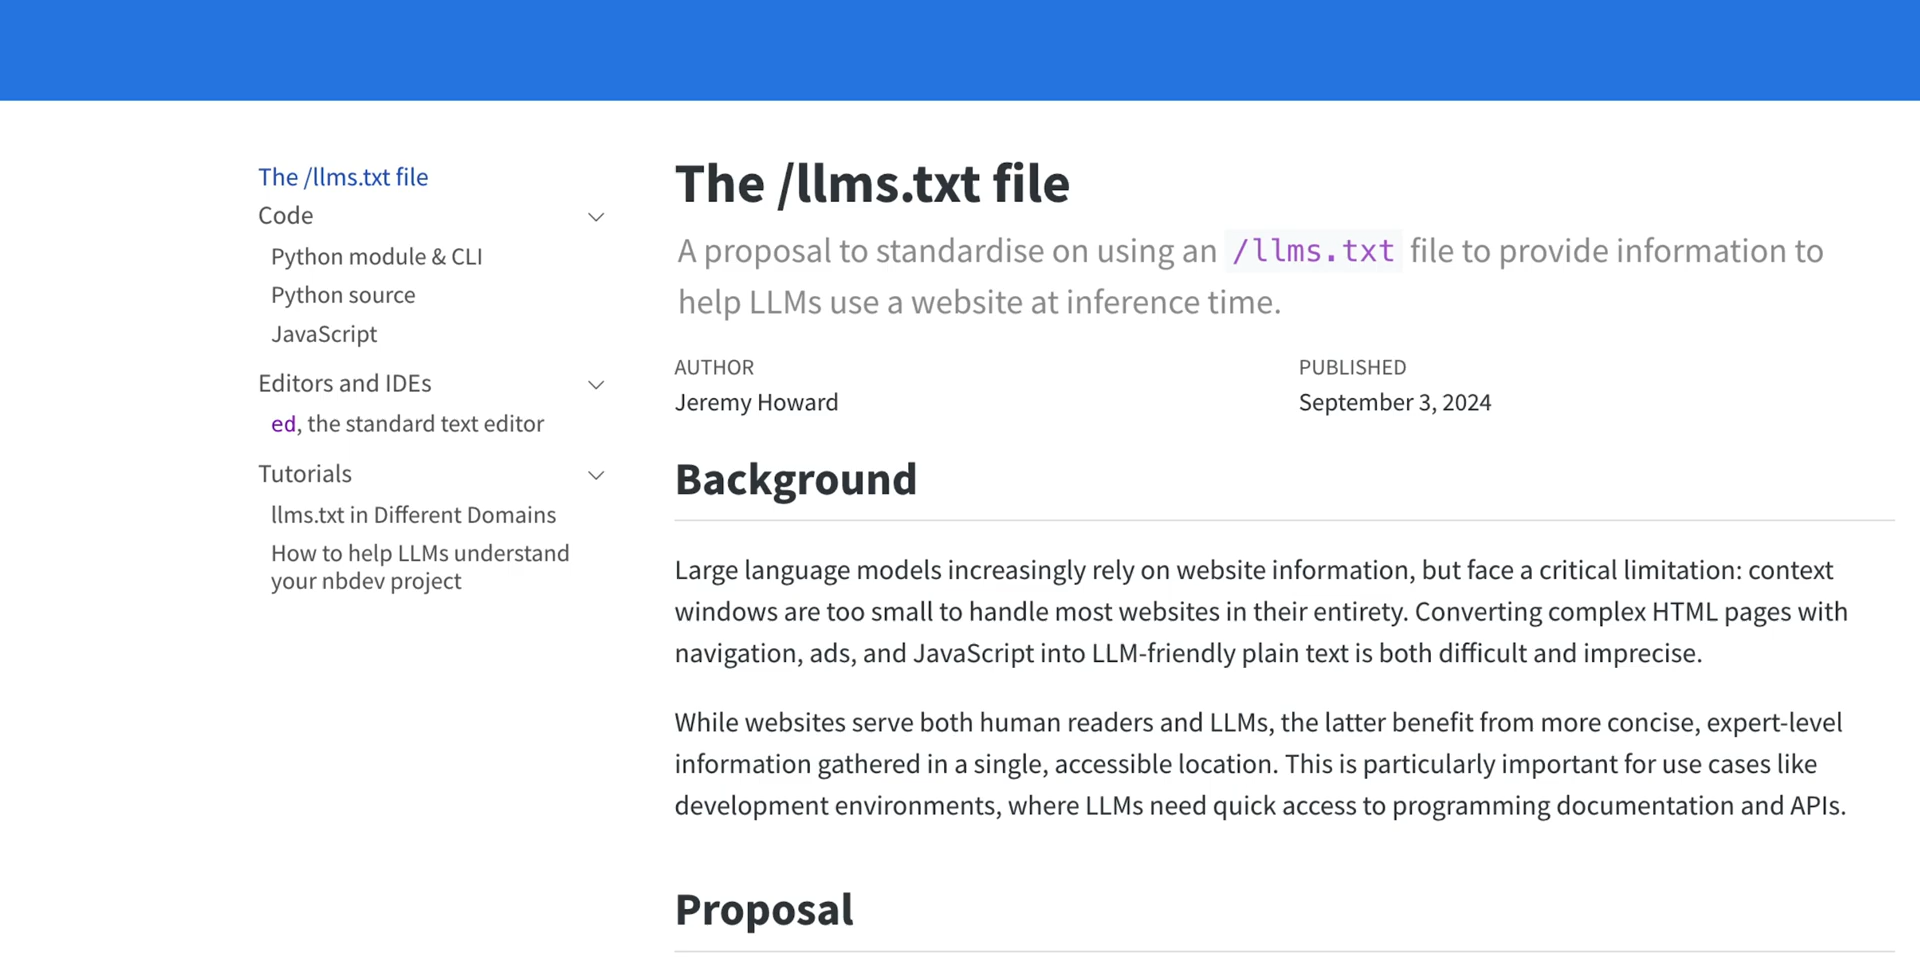 The /llms.txt file
Code
Python module & CLI
Python source
JavaScript
Editors and IDEs
ed, the standard text editor
Tutorials
llms.txt in Different Domains
How to help LLMs understand
your nbdev project
The /llms.txt file
A proposal to standardise on using an /llms.txt file to provide information to
help LLMs use a website at inference time.
AUTHOR
Jeremy Howard
PUBLISHED
September 3, 2024
Background
Large language models increasingly rely on website information, but face a critical limitation: context
windows are too small to handle most websites in their entirety. Converting complex HTML pages with
navigation, ads, and JavaScript into LLM-friendly plain text is both difficult and imprecise.
While websites serve both human readers and LLMs, the latter benefit from more concise, expert-level
information gathered in a single, accessible location. This is particularly important for use cases like
development environments, where LLMs need quick access to programming documentation and APIs.
Proposal